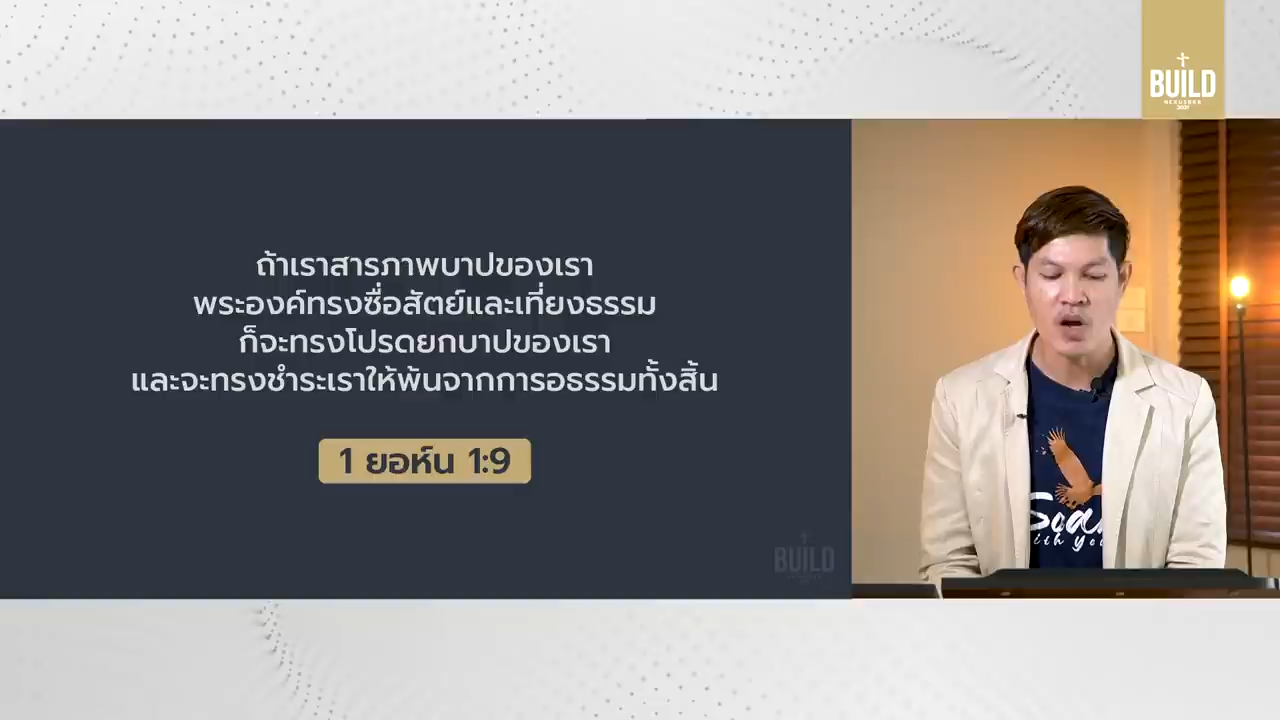 BUILD
ถ้าเราสารภาพบาปของเรา
พระองค์ทรงซื่อสัตย์และเที่ยงธรรม
ก็จะทรงโปรดยกบาปของเรา
และจะทรงชำระเราให้พ้นจากการอธรรมทั้งสิ้น
1 ยอห์น 1:9
BUILD